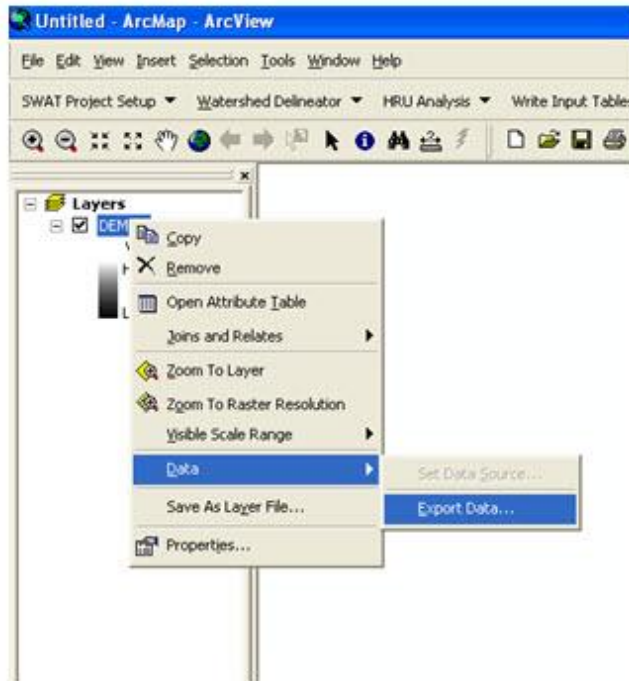 Untitled - ArcMap - ArcView
File Edit View Insert Selection Tools Window Help
SWAT Project Setup Watershed Delineator HRU Analysis Write Input Tables
Layers
DEM
Copy
Remove
Open Attribute Table
Joins and Relates
Zoom To Layer
Zoom To Raster Resolution
Visible Scale Range
Data
Set Data Source...
Export Data...
Save As Layer File...
Properties...